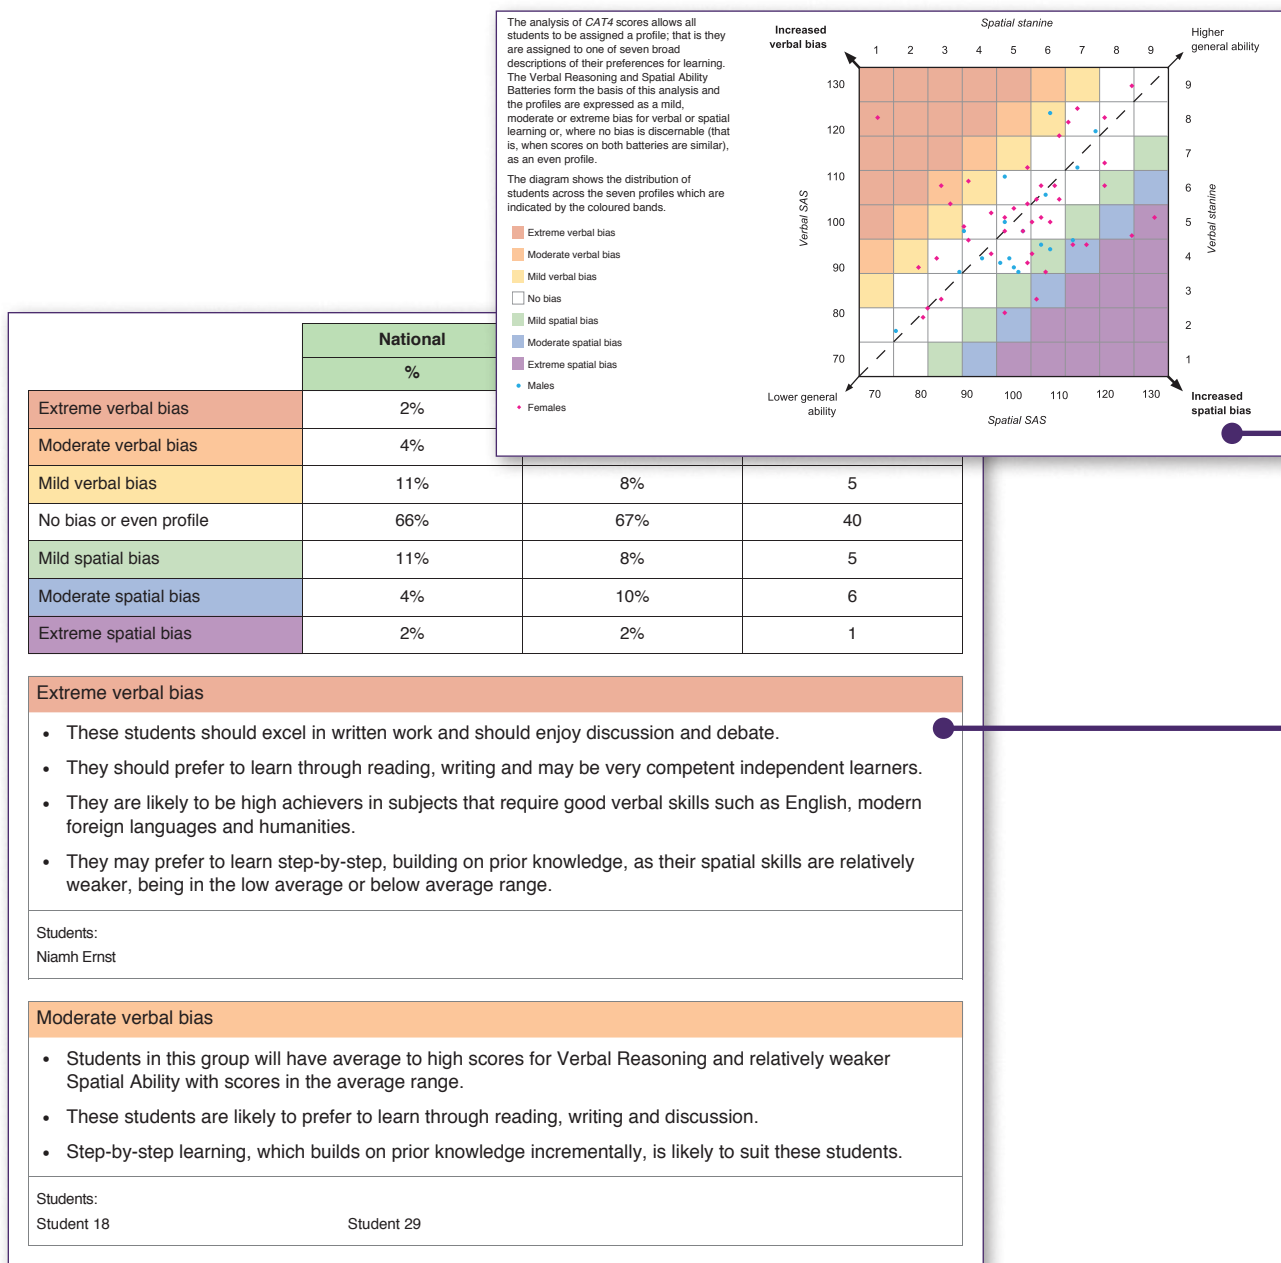 The analysis of CAT4 scores allows all
students to be assigned a profile; that is they
are assigned to one of seven broad
descriptions of their preferences for learning.
The Verbal Reasoning and Spatial Ability
Batteries form the basis of this analysis and
the profiles are expressed as a mild,
moderate or extreme bias for verbal or spatial
learning or, where no bias is discernable (that
is, when scores on both batteries are similar),
as an even profile.
The diagram shows the distribution of
students across the seven profiles which are
indicated by the coloured bands.
Extreme verbal bias
Moderate verbal bias
Mild verbal bias
No bias
Mild spatial bias
Moderate spatial bias
Extreme spatial bias
Males
Females
Spatial stanine
Increased
verbal bias
Higher
general ability
1 2 3 4 5 6 7 8 9
130 9
120 8
7
110 6
100 5
4
90
3
80 2
70 1
Verbal SAS
Verbal stanine
Lower general
ability
70 80 90 100 110 120 130
Spatial SAS
Increased
spatial bias
National
%
Extreme verbal bias 2%
Moderate verbal bias 4%
Mild verbal bias 11% 8% 5
No bias or even profile 66% 67% 40
Mild spatial bias 11% 8% 5
Moderate spatial bias 4% 10% 6
Extreme spatial bias 2% 2% 1
Extreme verbal bias
• These students should excel in written work and should enjoy discussion and debate.
• They should prefer to learn through reading, writing and may be very competent independent learners.
• They are likely to be high achievers in subjects that require good verbal skills such as English, modern
foreign languages and humanities.
• They may prefer to learn step-by-step, building on prior knowledge, as their spatial skills are relatively
weaker, being in the low average or below average range.
Students:
Niamh Ernst
Moderate verbal bias
• Students in this group will have average to high scores for Verbal Reasoning and relatively weaker
Spatial Ability with scores in the average range.
• These students are likely to prefer to learn through reading, writing and discussion.
• Step-by-step learning, which builds on prior knowledge incrementally, is likely to suit these students.
Students:
Student 18 Student 29